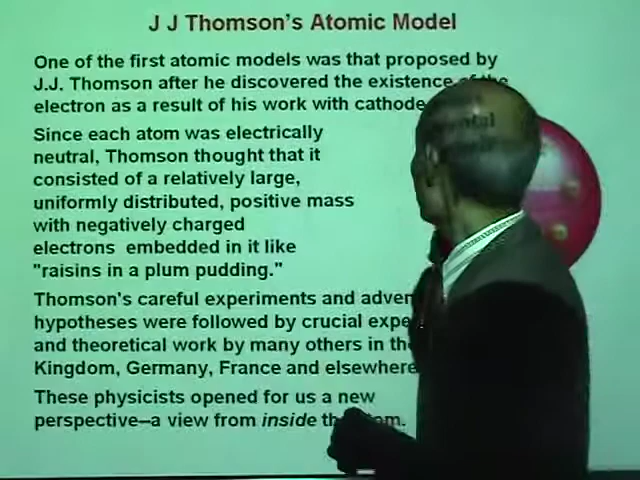 J J Thomson's Atomic Model
One of the first atomic models was that proposed by
J.J. Thomson after he discovered the existence of the
electron as a result of his work with cathode
Since each atom was electrically
neutral, Thomson thought that it
consisted of a relatively large,
uniformly distributed, positive mass
with negatively charged
electrons embedded in it like
"raisins in a plum pudding."
Thomson's careful experiments and
hypotheses were followed by crucial
and theoretical work by many others in the
Kingdom, Germany, France and elsewhere
These physicists opened for us a new
perspective–a view from inside the atom.